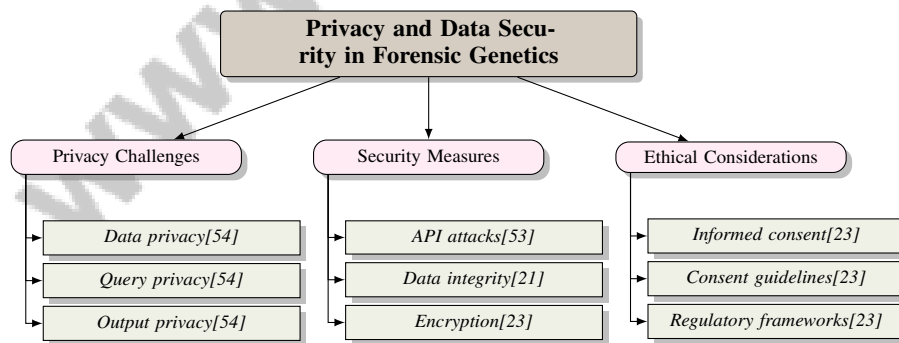 Privacy and Data Secu-
rity in Forensic Genetics
Privacy Challenges
Security Measures
Ethical Considerations
Data privacy[54]
Query privacy[54]
Output privacy[54]
API attacks[53]
Data integrity[21]
Encryption[23]
Informed consent[23]
Consent guidelines[23]
Regulatory frameworks[23]